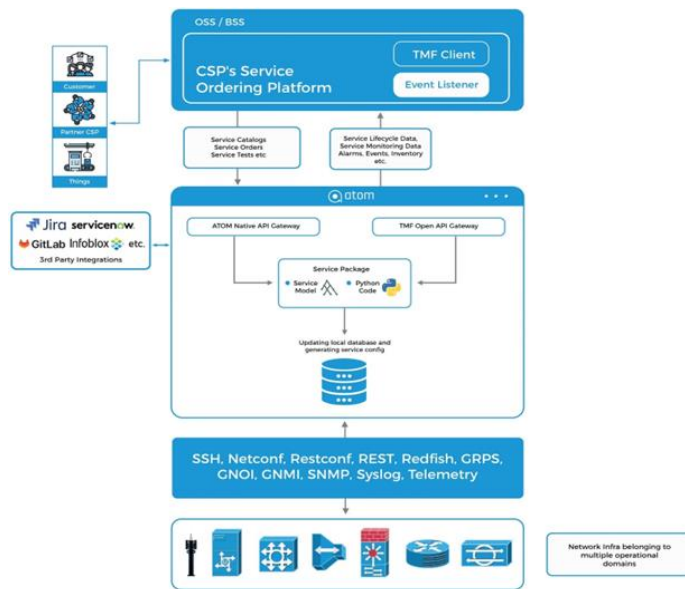 OSS / BSS
CSP's Service
Ordering Platform
TMF Client
Event Listener
Customer
Partner CSP
Things
Service Catalogs
Service Orders
Service Tests etc
Service Lifecycle Data,
Service Monitoring Data
Alarms, Events, Inventory
etc.
atom
Jira servicenow.
GitLab Infoblox etc.
3rd Party Integrations
ATOM Native API Gateway
TMF Open API Gateway
Service Package
Service
Model
Python
Code
Updating local database and
generating service config
SSH, Netconf, Restconf, REST, Redfish, GRPS,
GNOI, GNMI, SNMP, Syslog, Telemetry
Network Infra belonging to
multiple operational
domains